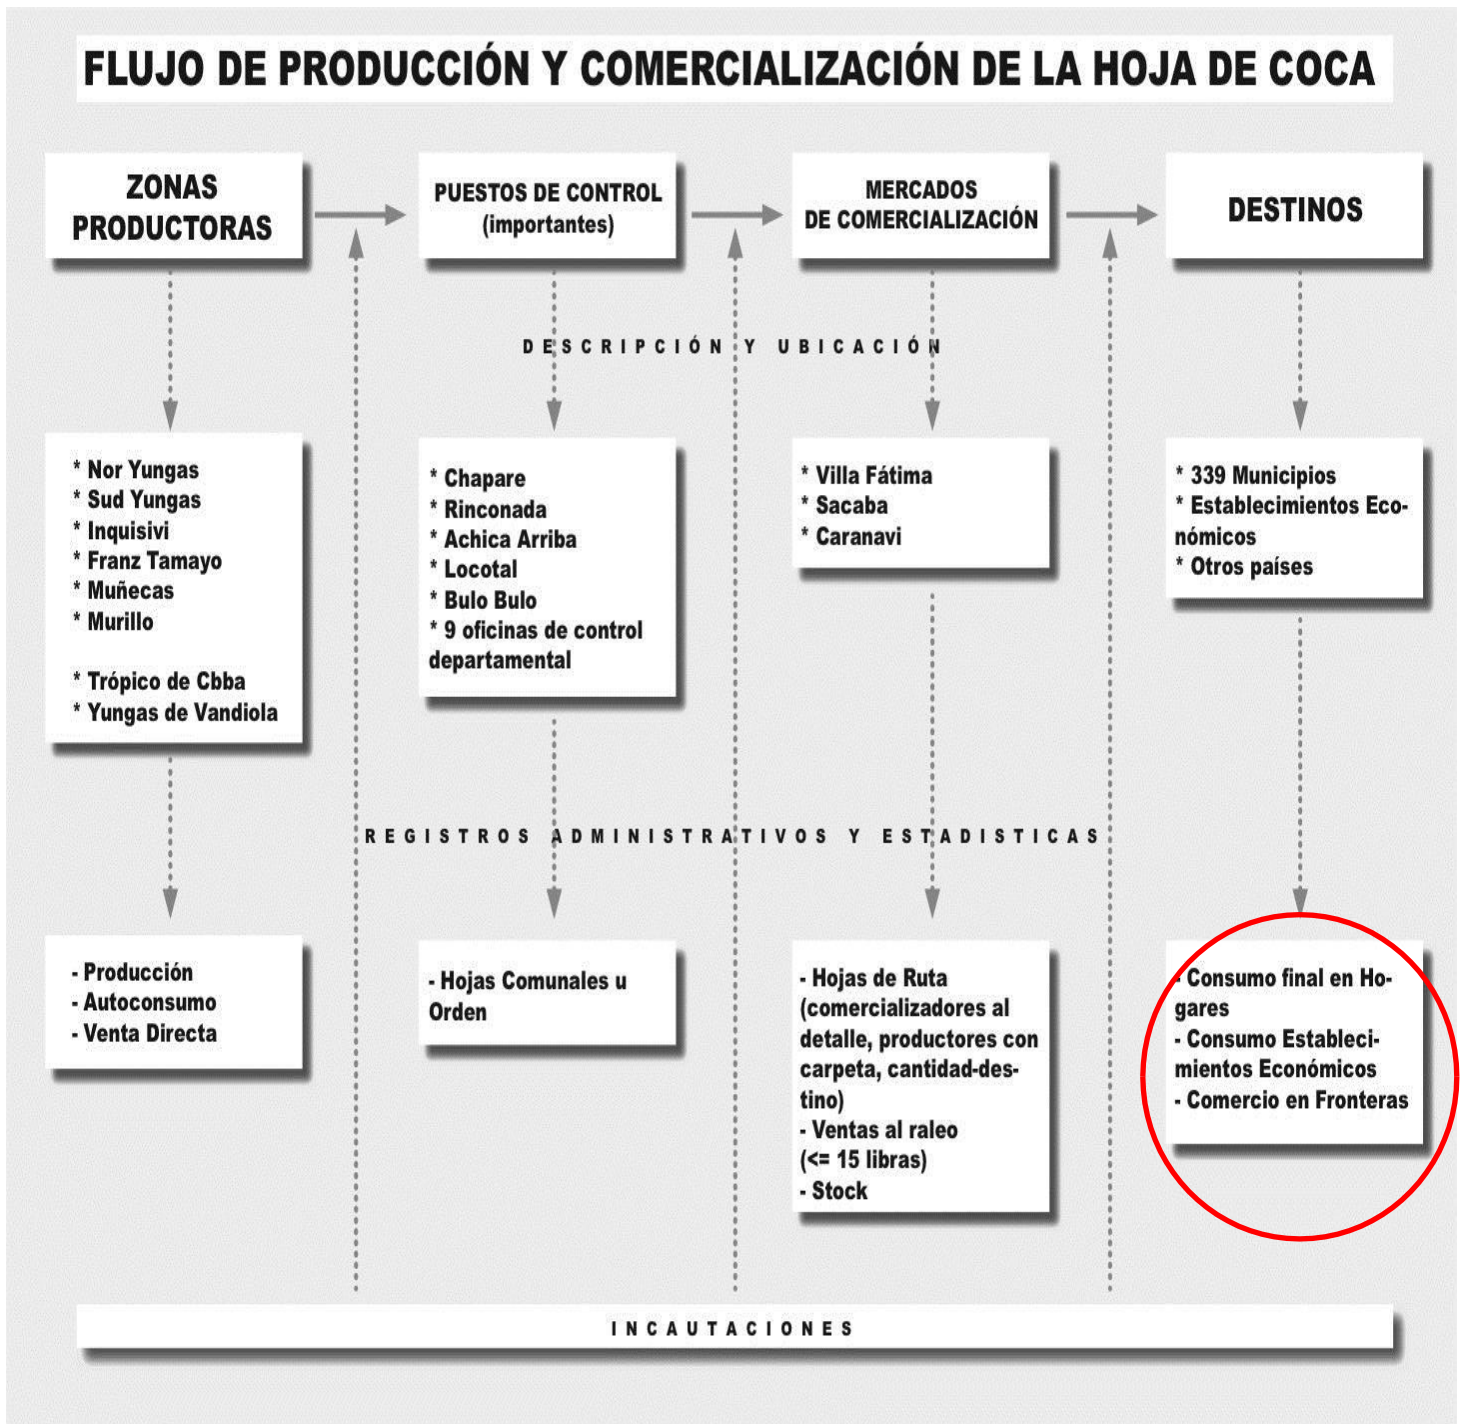 FLUJO DE PRODUCCIÓN Y COMERCIALIZACIÓN DE LA HOJA DE COCA
ZONAS
PRODUCTORAS
PUESTOS DE CONTROL
(importantes)
MERCADOS
DE COMERCIALIZACIÓN
DESTINOS
DESCRIPCIÓN Y UBICACIÓN
* Nor Yungas
* Sud Yungas
* Inquisivi
* Franz Tamayo
* Muñecas
* Murillo
* Trópico de Cbba
* Yungas de Vandiola
* Chapare
* Rinconada
* Achica Arriba
* Locotal
* Bulo Bulo
* 9 oficinas de control
departamental
* Villa Fátima
* Sacaba
* Caranavi
* 339 Municipios
* Establecimientos Eco-
nómicos
* Otros países
REGISTROS ADMINISTRATIVOS Y ESTADISTICAS
- Producción
- Autoconsumo
- Venta Directa
- Hojas Comunales u
Orden
- Hojas de Ruta
(comercializadores al
detalle, productores con
carpeta, cantidad-des-
tino)
- Ventas al raleo
(<= 15 libras)
- Stock
- Consumo final en Ho-
gares
- Consumo Estableci-
mientos Económicos
- Comercio en Fronteras
INCAUTACIONES